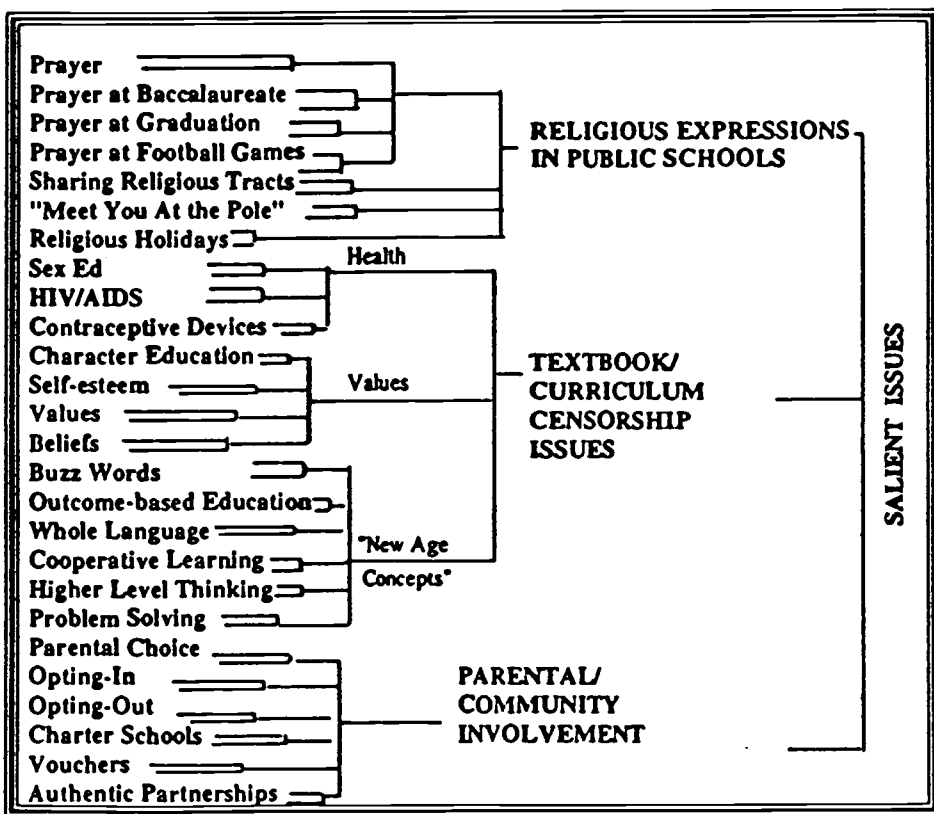 Prayer
Prayer at Baccalaureate
Prayer at Graduation
Prayer at Football Games
Sharing Religious Tracts
"Meet You At the Pole"
Religious Holidays
Sex Ed
HIV/AIDS
Contraceptive Devices
Character Education
Self-esteem
Values
Beliefs
Buzz Words
Outcome-based Education
Whole Language
Cooperative Learning
Higher Level Thinking
Problem Solving
Parental Choice
Opting-In
Opting-Out
Charter Schools
Vouchers
Authentic Partnerships
Health
Values
"New Age
Concepts"
RELIGIOUS EXPRESSIONS
IN PUBLIC SCHOOLS
TEXTBOOK/
CURRICULUM
CENSORSHIP
ISSUES
PARENTAL/
COMMUNITY
INVOLVEMENT
SALIENT ISSUES